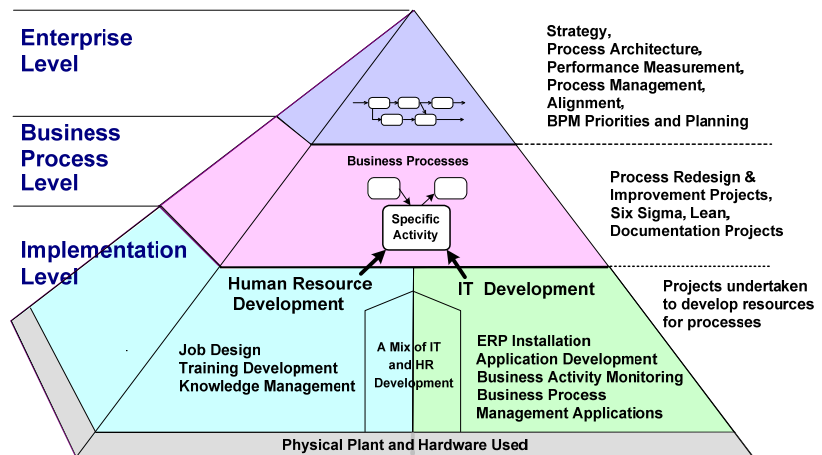 Enterprise
Level
Strategy,
Process Architecture,
Performance Measurement,
Process Management,
Alignment,
BPM Priorities and Planning
Business
Process
Level
Business Processes
Specific
Activity
Process Redesign &
Improvement Projects,
Six Sigma, Lean,
Documentation Projects
Implementation
Level
Human Resource
Development
IT Development
Projects undertaken
to develop resources
for processes
Job Design
Training Development
Knowledge Management
A Mix of IT
and HR
Development
ERP Installation
Application Development
Business Activity Monitoring
Business Process
Management Applications
Physical Plant and Hardware Used